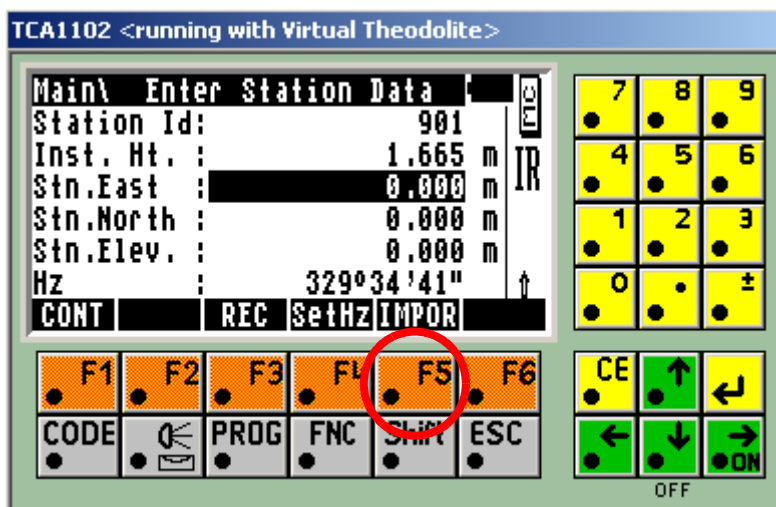 TCA1102 <running with Virtual Theodolite>
Main\ Enter Station Data
MC
Station Id: 901
Inst. Ht. : 1.665 m
IR
Stn.East : 0.000 m
Stn.North : 0.000 m
Stn.Elev. : 0.000 m
Hz : 329°34'41"
CONT REC SetHz IMPOR
7 8 9
4 5 6
1 2 3
0 . ±
F1 F2 F3 F4 F5 F6
CE
CODE PROG FNC Shift ESC
ON
OFF